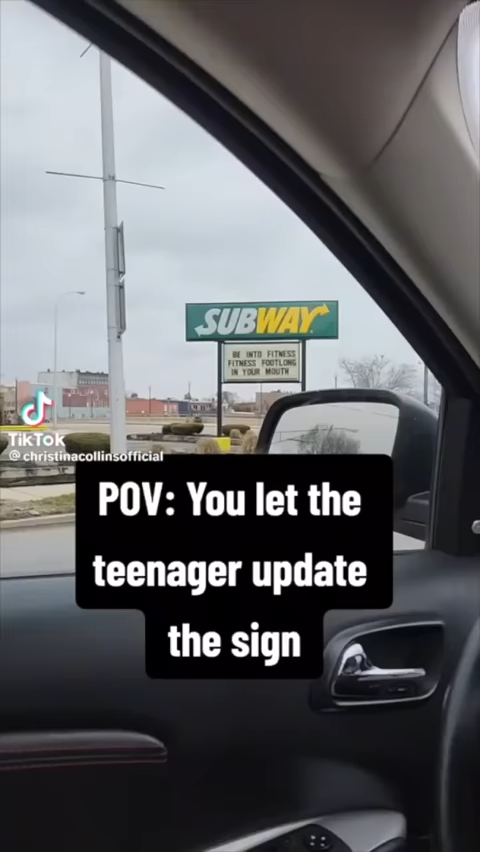 SUBWAY
BE INTO FITNESS
FITNESS FOOTLONG
IN YOUR MOUTH
TikTok
@christinacollinsofficial
POV: You let the
teenager update
the sign